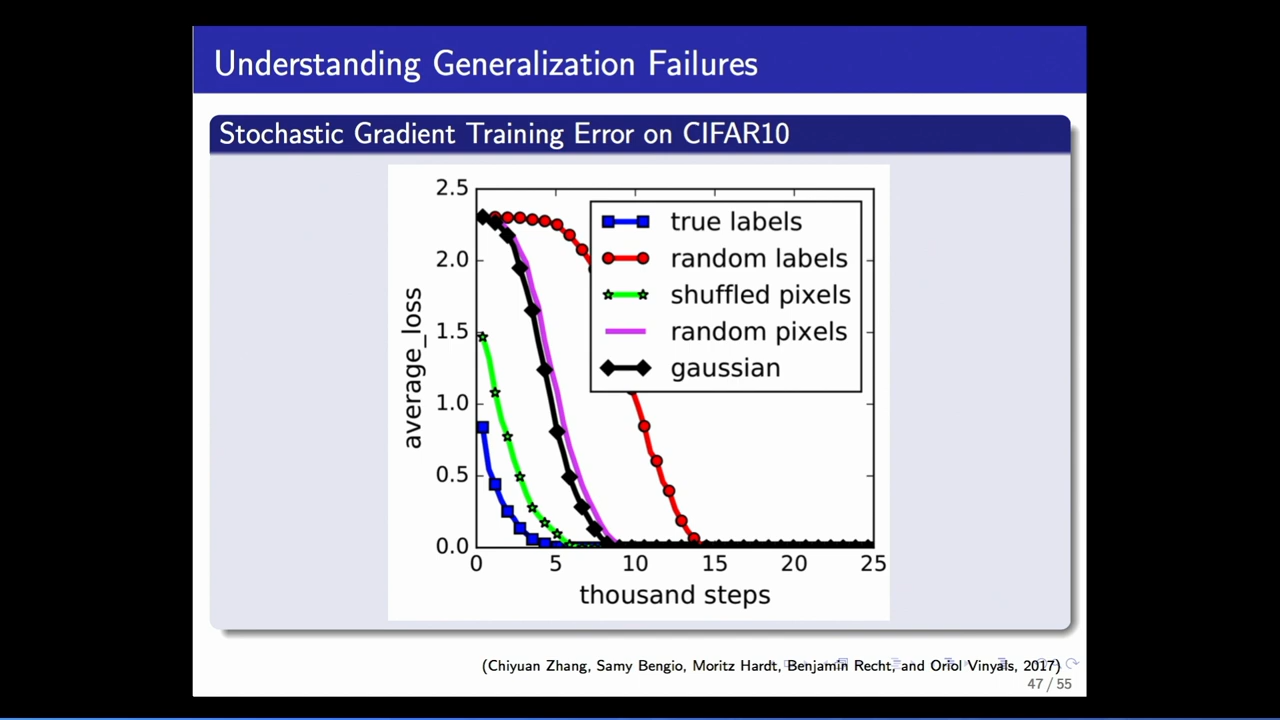 Understanding Generalization Failures
Stochastic Gradient Training Error on CIFAR10
2.5
2.0
1.5
1.0
0.5
0.0
average_loss
true labels
random labels
shuffled pixels
random pixels
gaussian
0 5 10 15 20 25
thousand steps
(Chiyuan Zhang, Samy Bengio, Moritz Hardt, Benjamin Recht, and Oriol Vinyals, 2017)
47 / 55